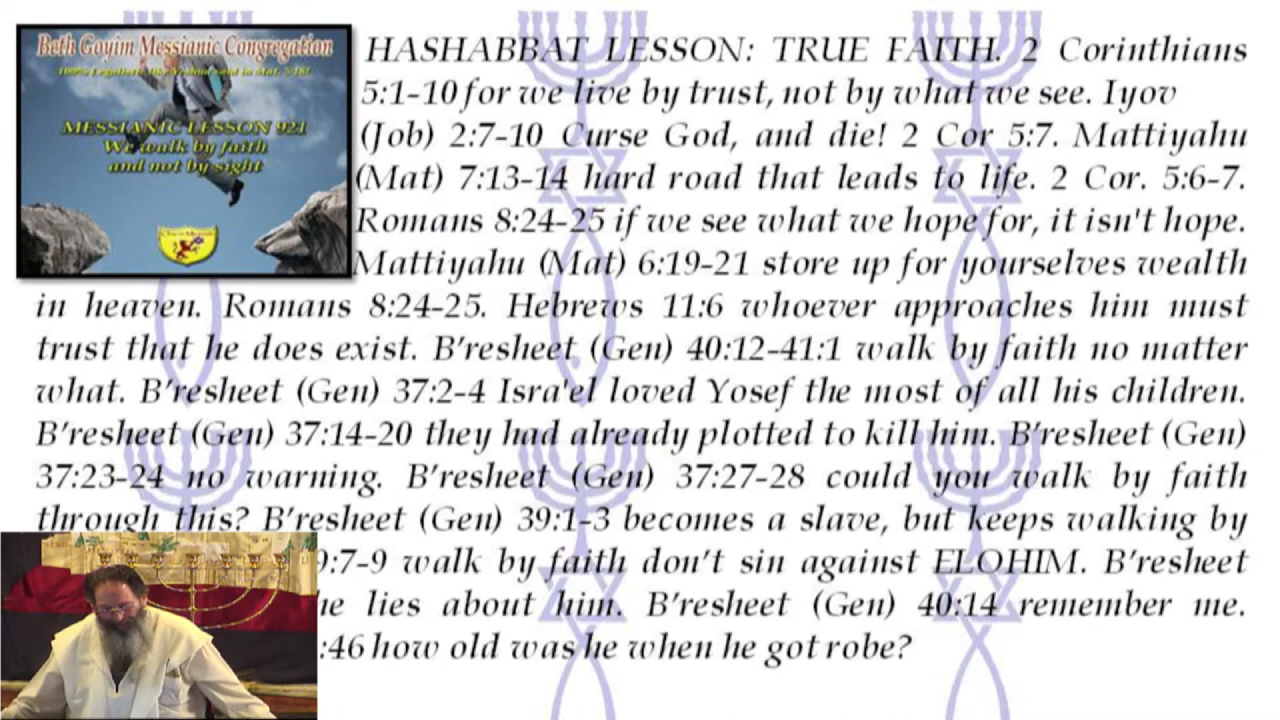 Beth Goyim Messianic Congregation
MESSIANIC LESSON 921
We walk by faith
and not by sight
HASHABBAT LESSON: TRUE FAITH. 2 Corinthians
5:1-10 for we live by trust, not by what we see. Iyov
(Job) 2:7-10 Curse God, and die! 2 Cor 5:7. Mattiyahu
(Mat) 7:13-14 hard road that leads to life. 2 Cor. 5:6-7.
Romans 8:24-25 if we see what we hope for, it isn't hope.
Mattiyahu (Mat) 6:19-21 store up for yourselves wealth
in heaven. Romans 8:24-25. Hebrews 11:6 whoever approaches him must
trust that he does exist. B’resheet (Gen) 40:12-41:1 walk by faith no matter
what. B’resheet (Gen) 37:2-4 Isra'el loved Yosef the most of all his children.
B’resheet (Gen) 37:14-20 they had already plotted to kill him. B’resheet (Gen)
37:23-24 no warning. B’resheet (Gen) 37:27-28 could you walk by faith
through this? B’resheet (Gen) 39:1-3 becomes a slave, but keeps walking by
:7-9 walk by faith don’t sin against ELOHIM. B’resheet
lies about him. B’resheet (Gen) 40:14 remember me.
:46 how old was he when he got robe?